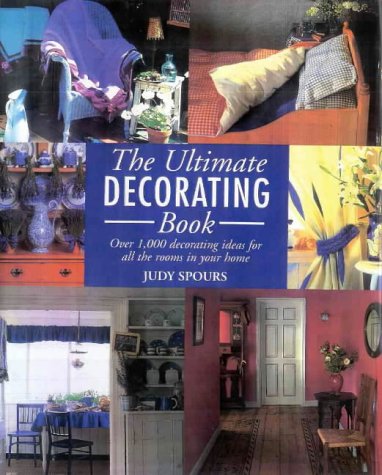 The Ultimate
DECORATING
Book
Over 1,000 decorating ideas for
all the rooms in your home
JUDY SPOURS